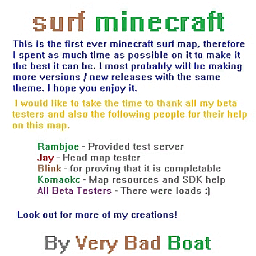 surf minecraft
This is the first ever minecraft surf map, therefore
I spent as much time as possible on it to make it
the best it can be. I most probably will be making
more versions / new releases with the same
theme. I hope you enjoy it.
I would like to take the time to thank all my beta
testers and also the following people for their help
on this map.
Rambjoe - Provided test server
Jay - Head map tester
Blink - for proving that it is completable
Komaokc - Map resources and SDK help
All Beta Testers - There were loads :)
Look out for more of my creations!
By Very Bad Boat